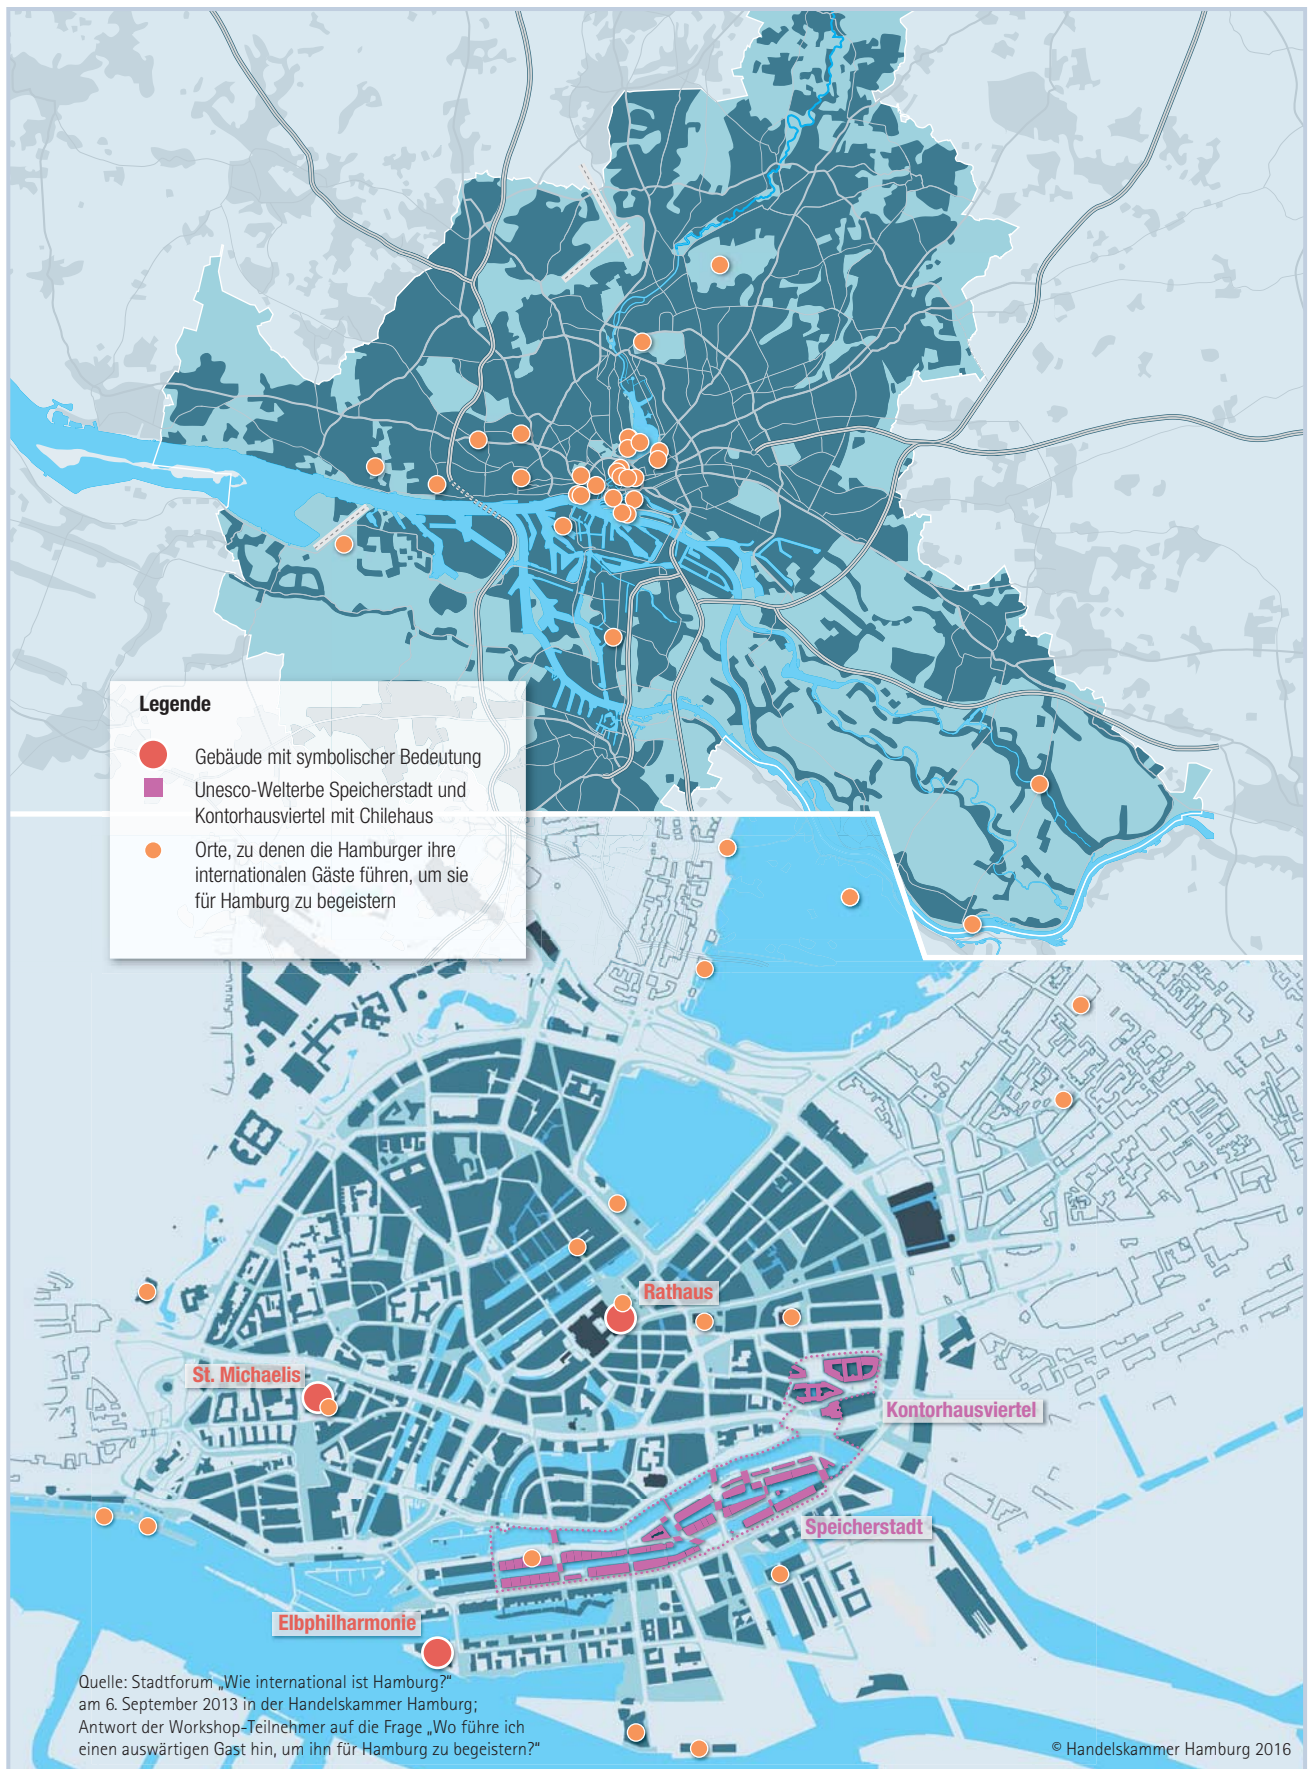 Legende
Gebäude mit symbolischer Bedeutung
Unesco-Welterbe Speicherstadt und
Kontorhausviertel mit Chilehaus
Orte, zu denen die Hamburger ihre
internationalen Gäste führen, um sie
für Hamburg zu begeistern
Rathaus
St. Michaelis
Kontorhausviertel
Speicherstadt
Elbphilharmonie
Quelle: Stadtforum „Wie international ist Hamburg?“
am 6. September 2013 in der Handelskammer Hamburg;
Antwort der Workshop-Teilnehmer auf die Frage „Wo führe ich
einen auswärtigen Gast hin, um ihn für Hamburg zu begeistern?“
© Handelskammer Hamburg 2016